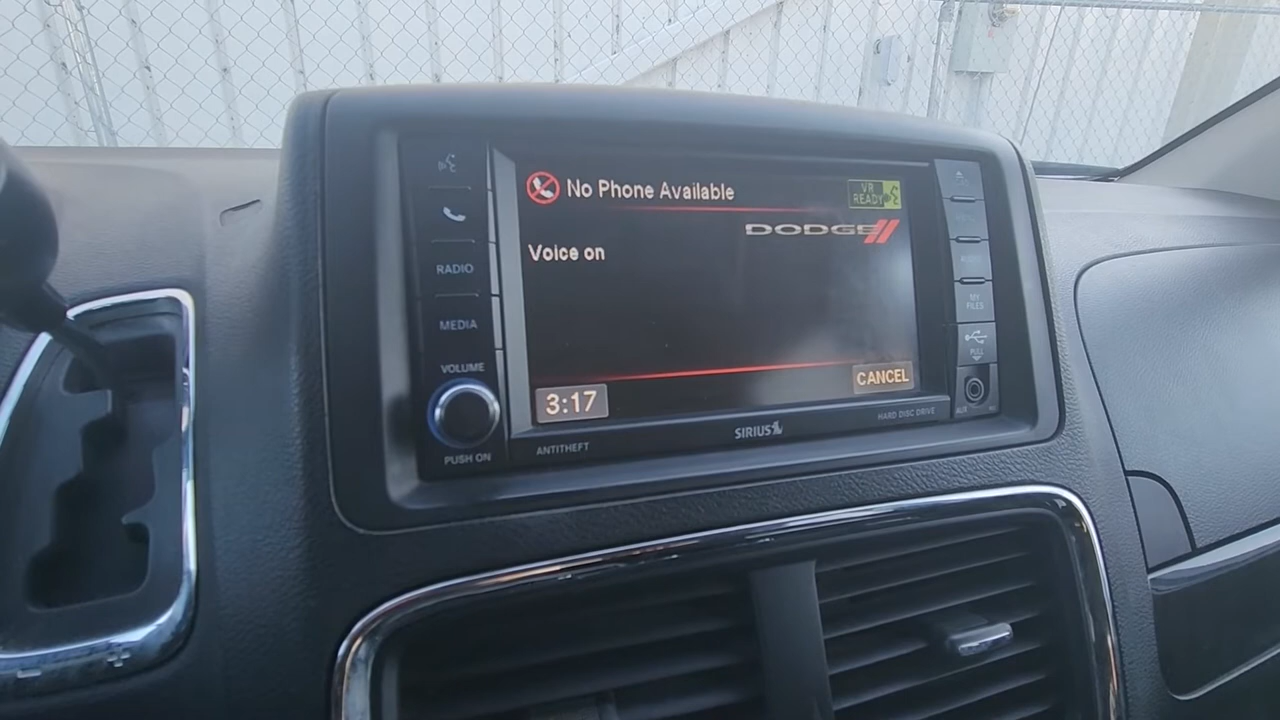 No Phone Available
VR
READY
DODGE
Voice on
RADIO
MEDIA
VOLUME
PUSH ON
3:17
CANCEL
ANTITHEFT
SIRIUS
HARD DISC DRIVE
MY
FILES
PULL
AUX